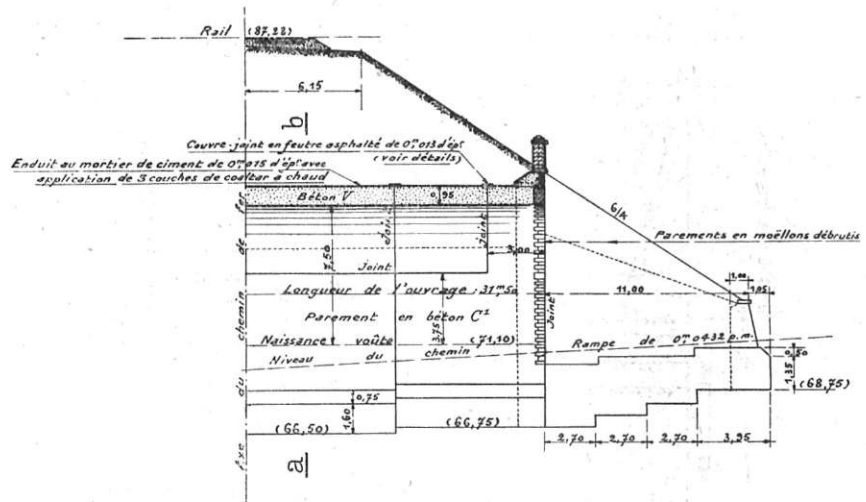 Rail (87,22)
6,15
b
Couvre-joint en feutre asphalté de 0m,013 d'ép.r
(voir détails)
Enduit au mortier de ciment de 0m,015 d'ép.r avec
application de 3 couches de coaltar à chaud
Béton V
0,95
6/4
Parements en moëllons débrutis
Joint
Joint
3,00
7,50
Joint
1,00
11,00
1,05
Longueur de l'ouvrage : 31m,50
Parement en béton C¹
3,75
Joint
Naissance voûte (71,10)
Rampe de 0m,0432 p.m.
Niveau du chemin
0,50
1,35
(68,75)
0,75
1,60
(66,50)
(66,75)
2,70
2,70
2,70
3,95
a
Axe du chemin de fer